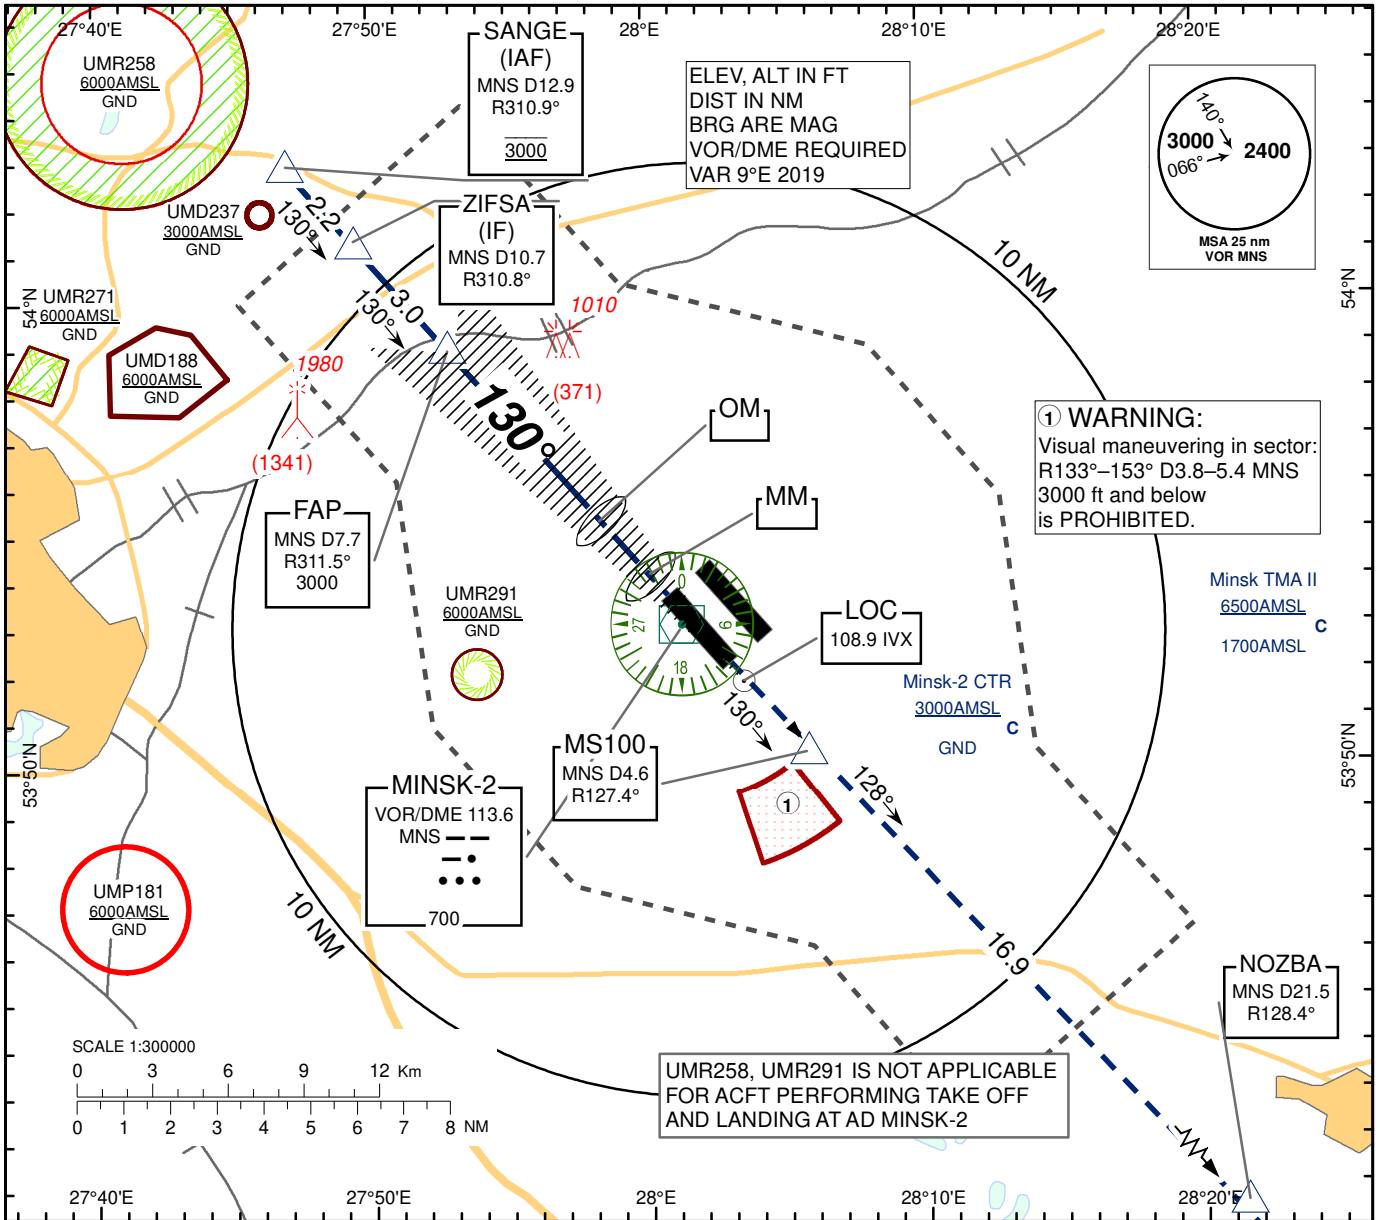 27°40'E
27°50'E
28°E
28°10'E
28°20'E
UMR258
6000AMSL
GND
SANGE
(IAF)
MNS D12.9
R310.9°
3000
ELEV, ALT IN FT
DIST IN NM
BRG ARE MAG
VOR/DME REQUIRED
VAR 9°E 2019
140°
3000
2400
066°
MSA 25 nm
VOR MNS
UMD237
3000AMSL
GND
2.2
130°
ZIFSA
(IF)
MNS D10.7
R310.8°
10 NM
54°N
54°N
UMR271
6000AMSL
GND
3.0
130°
1010
(371)
UMD188
6000AMSL
GND
1980
(1341)
130°
OM
1 WARNING:
Visual maneuvering in sector:
R133°–153° D3.8–5.4 MNS
3000 ft and below
is PROHIBITED.
MM
FAP
MNS D7.7
R311.5°
3000
UMR291
6000AMSL
GND
0
6
18
27
LOC
108.9 IVX
Minsk TMA II
6500AMSL
C
1700AMSL
Minsk-2 CTR
3000AMSL
C
GND
130°
MS100
MNS D4.6
R127.4°
53°50'N
53°50'N
MINSK-2
VOR/DME 113.6
MNS
700
1
128°
UMP181
6000AMSL
GND
10 NM
16.9
NOZBA
MNS D21.5
R128.4°
SCALE 1:300000
0 3 6 9 12 Km
0 1 2 3 4 5 6 7 8 NM
UMR258, UMR291 IS NOT APPLICABLE
FOR ACFT PERFORMING TAKE OFF
AND LANDING AT AD MINSK-2
27°40'E
27°50'E
28°E
28°10'E
28°20'E